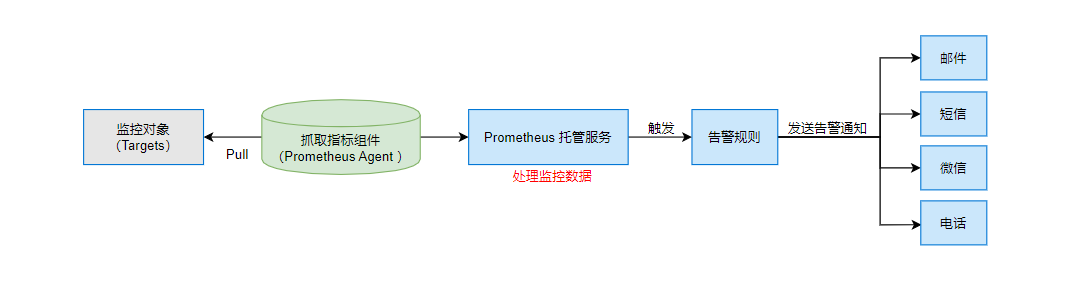 监控对象
（Targets）
Pull
抓取指标组件
（Prometheus Agent ）
Prometheus 托管服务
处理监控数据
触发
告警规则
发送告警通知
邮件
短信
微信
电话